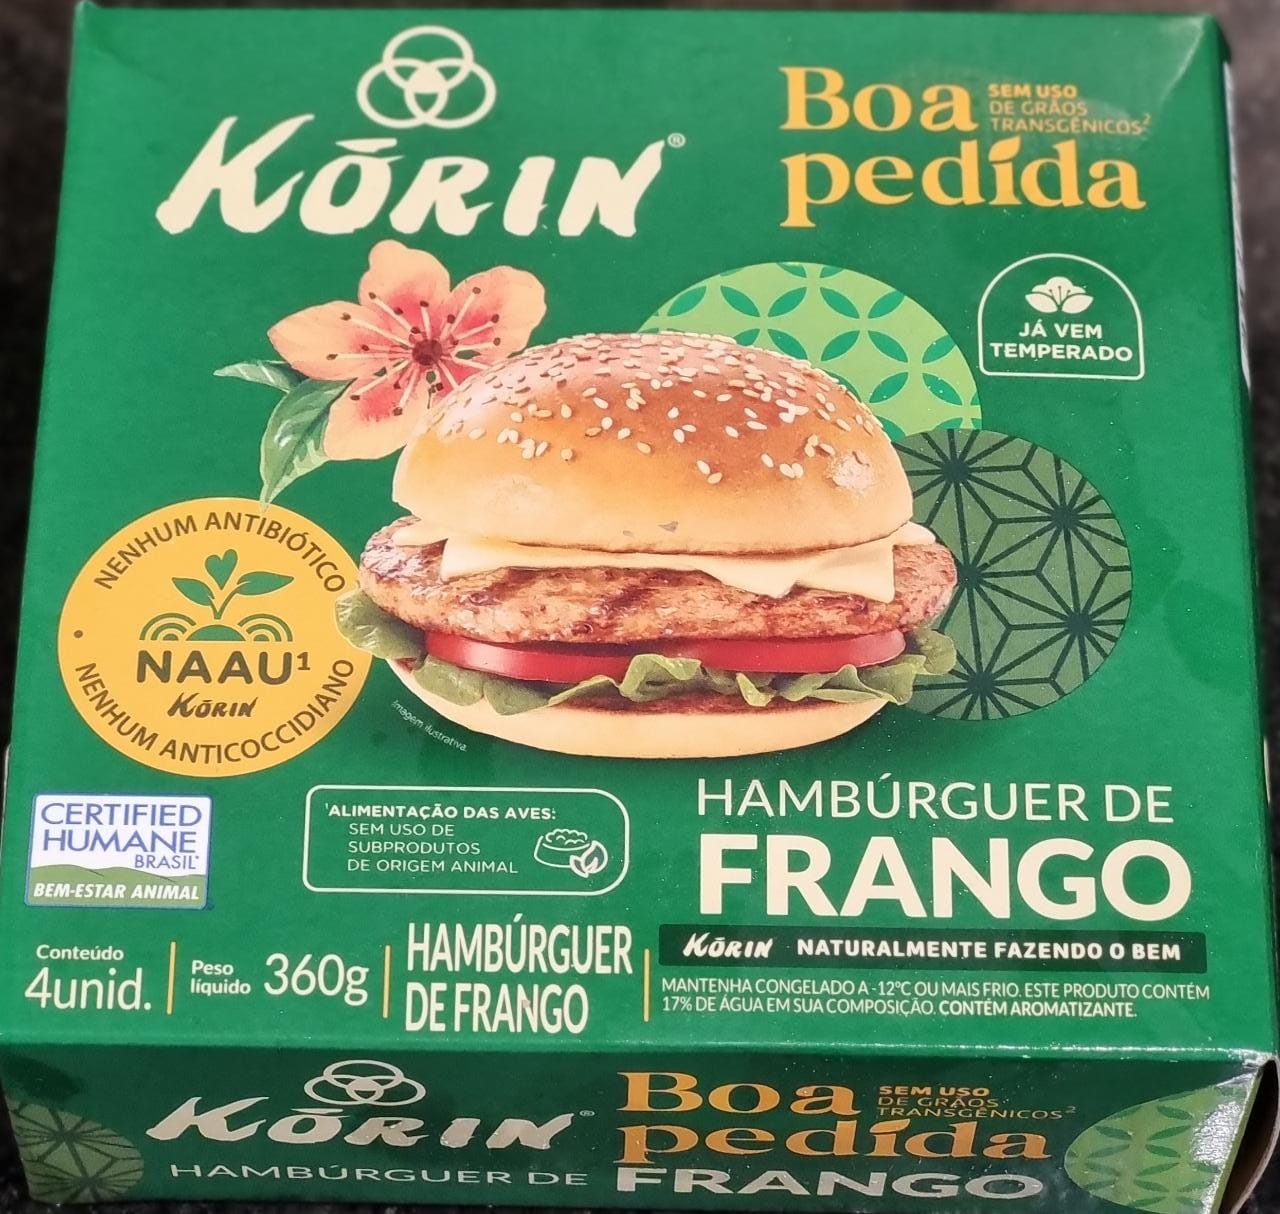 KŌRIN®
Boa
pedida
SEM USO
DE GRÃOS
TRANSGÊNICOS²
JÁ VEM
TEMPERADO
NENHUM ANTIBIÓTICO
NAAU¹
KŌRIN
NENHUM ANTICOCCIDIANO
Imagem ilustrativa.
CERTIFIED
HUMANE
BRASIL
BEM-ESTAR ANIMAL
¹ALIMENTAÇÃO DAS AVES:
SEM USO DE
SUBPRODUTOS
DE ORIGEM ANIMAL
HAMBÚRGUER DE
FRANGO
KŌRIN NATURALMENTE FAZENDO O BEM
Conteúdo
4unid.
Peso
líquido 360g
HAMBÚRGUER
DE FRANGO
MANTENHA CONGELADO A -12°C OU MAIS FRIO. ESTE PRODUTO CONTÉM
17% DE ÁGUA EM SUA COMPOSIÇÃO. CONTÉM AROMATIZANTE.
KŌRIN®
Boa
pedida
SEM USO
DE GRÃOS
TRANSGÊNICOS²
HAMBÚRGUER DE FRANGO